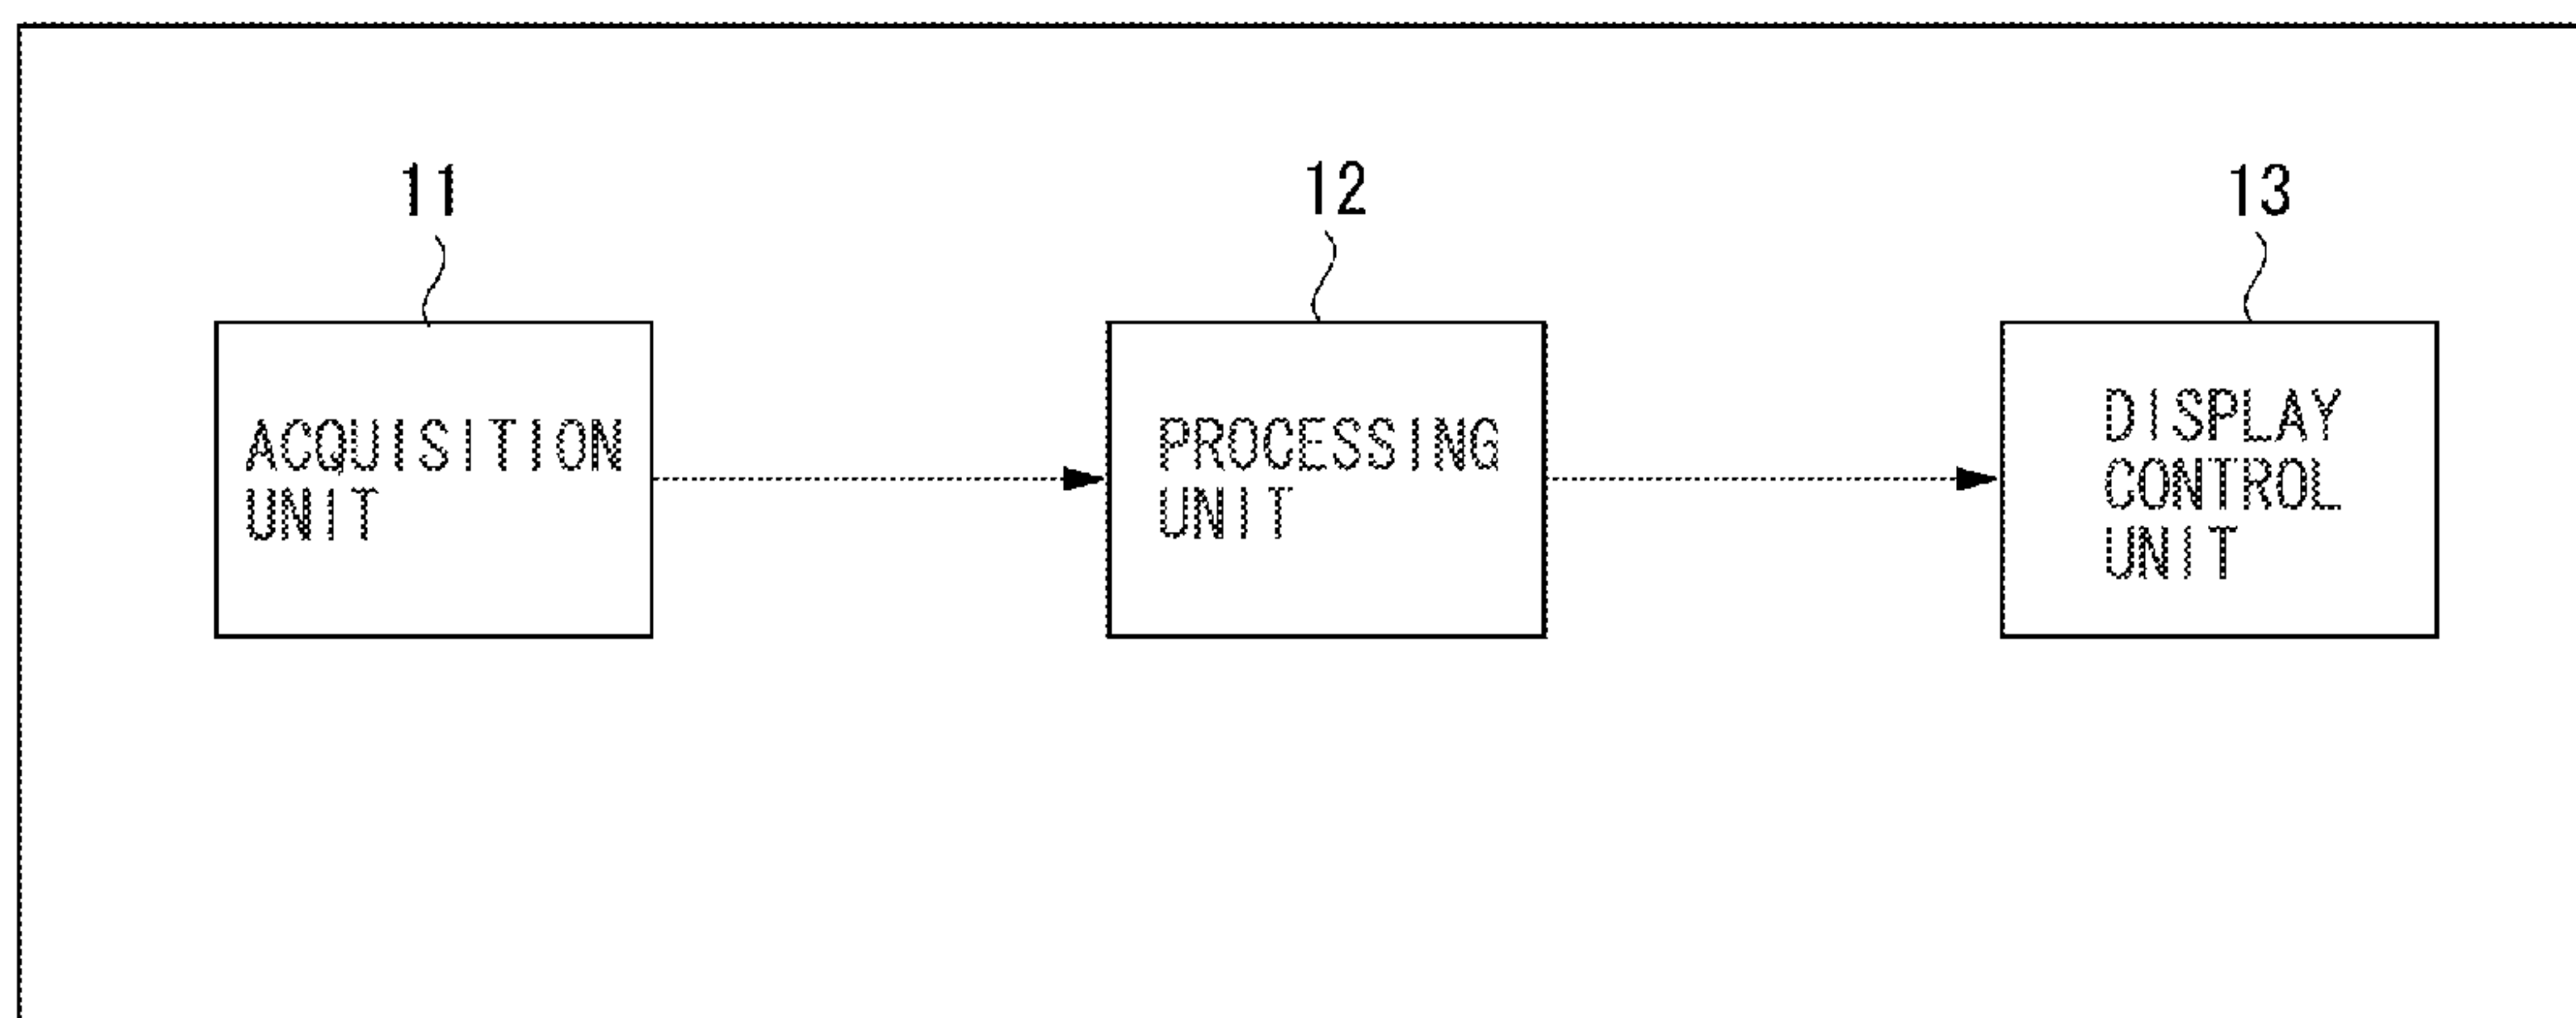 11
12
13
ACQUISITION
UNIT
PROCESSING
UNIT
DISPLAY
CONTROL
UNIT